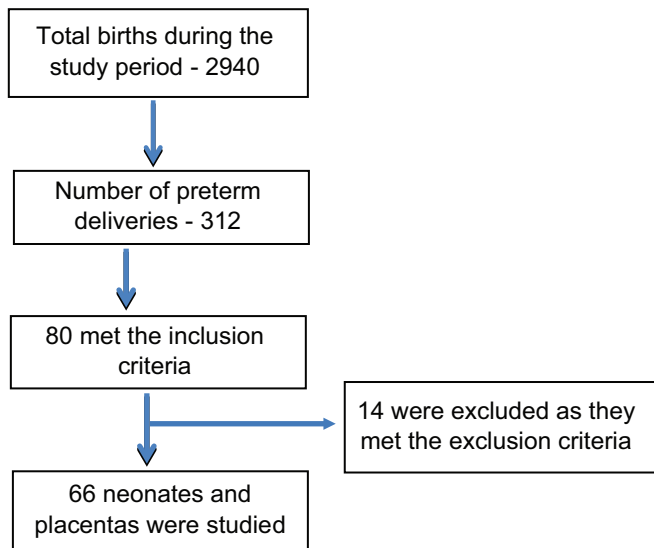 Total births during the
study period - 2940
Number of preterm
deliveries - 312
80 met the inclusion
criteria
14 were excluded as they
met the exclusion criteria
66 neonates and
placentas were studied